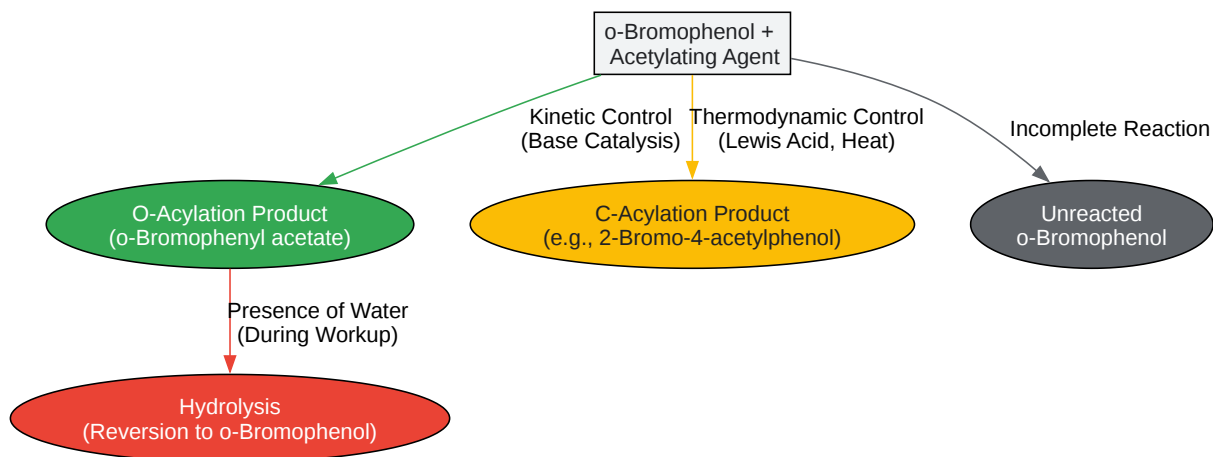 o-Bromophenol +
Acetylating Agent
Kinetic Control
(Base Catalysis)
Thermodynamic Control
(Lewis Acid, Heat)
Incomplete Reaction
O-Acylation Product
(o-Bromophenyl acetate)
C-Acylation Product
(e.g., 2-Bromo-4-acetylphenol)
Unreacted
o-Bromophenol
Presence of Water
(During Workup)
Hydrolysis
(Reversion to o-Bromophenol)